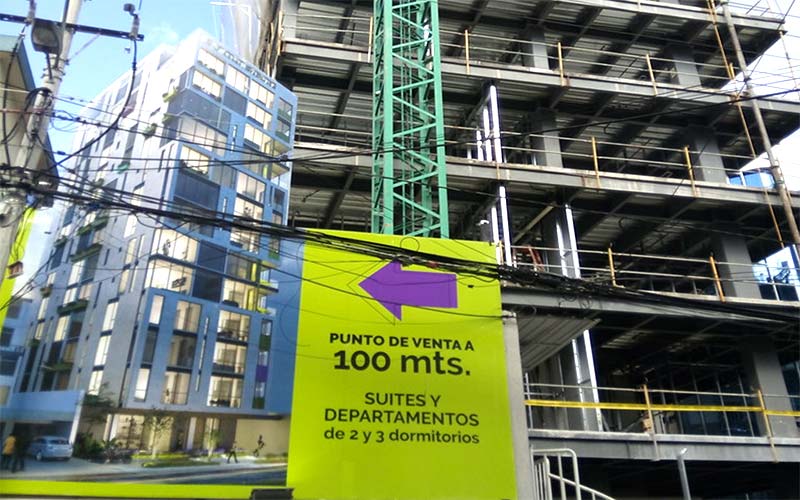 PUNTO DE VENTA A
100 mts.
SUITES Y
DEPARTAMENTOS
de 2 y 3 dormitorios